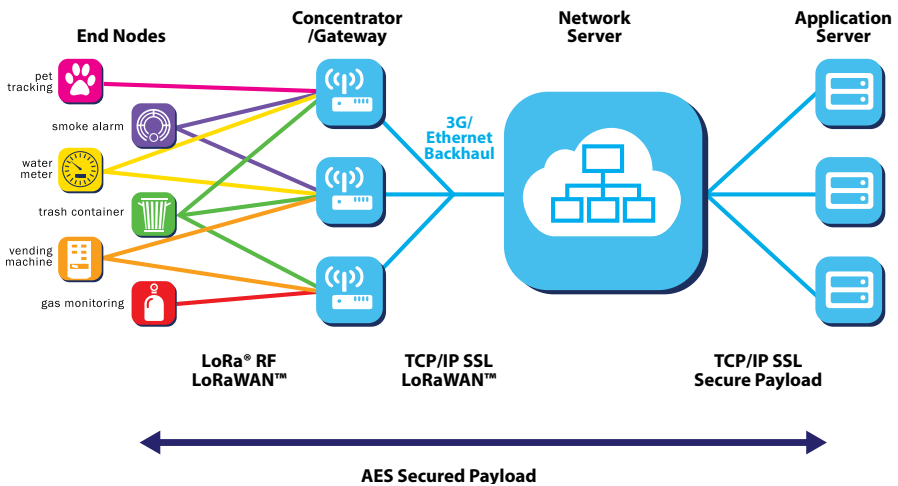 End Nodes
Concentrator
/Gateway
Network
Server
Application
Server
pet
tracking
smoke alarm
water
meter
trash container
vending
machine
gas monitoring
3G/
Ethernet
Backhaul
LoRa® RF
LoRaWAN™
TCP/IP SSL
LoRaWAN™
TCP/IP SSL
Secure Payload
AES Secured Payload